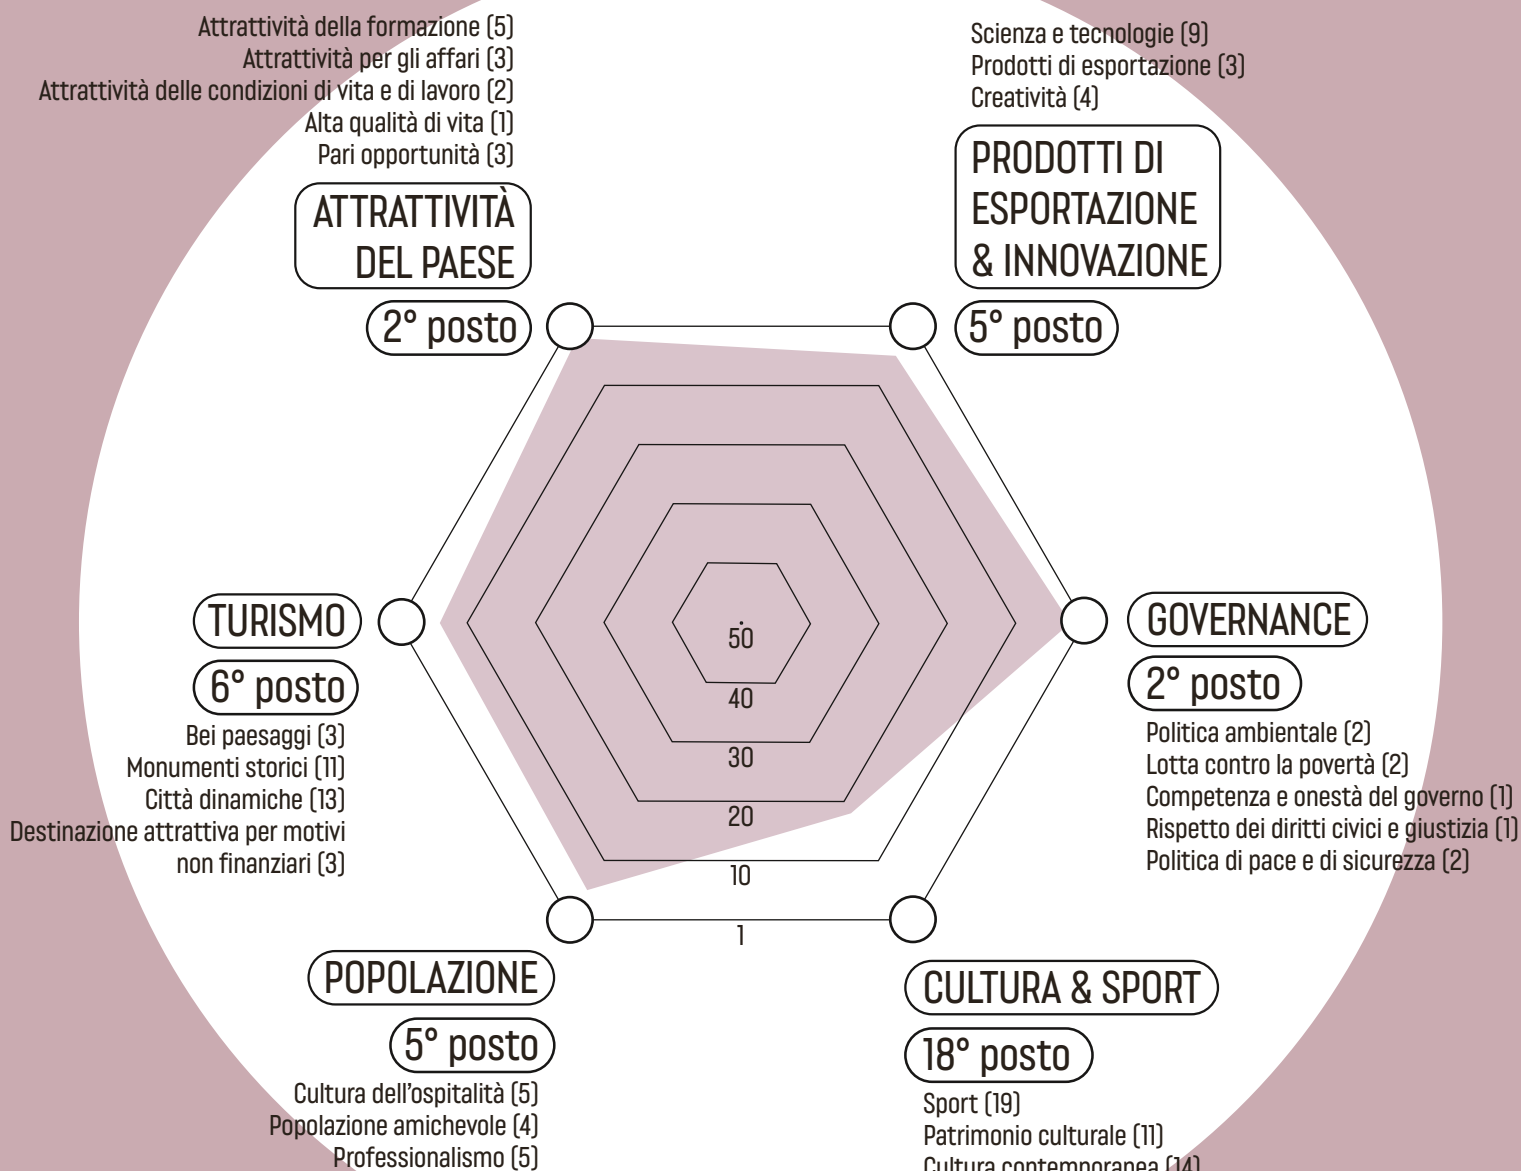 Attrattività della formazione (5)
Attrattività per gli affari (3)
Attrattività delle condizioni di vita e di lavoro (2)
Alta qualità di vita (1)
Pari opportunità (3)
ATTRATTIVITÀ
DEL PAESE
2° posto
Scienza e tecnologie (9)
Prodotti di esportazione (3)
Creatività (4)
PRODOTTI DI
ESPORTAZIONE
& INNOVAZIONE
5° posto
50
40
30
20
10
1
TURISMO
6° posto
Bei paesaggi (3)
Monumenti storici (11)
Città dinamiche (13)
Destinazione attrattiva per motivi
non finanziari (3)
GOVERNANCE
2° posto
Politica ambientale (2)
Lotta contro la povertà (2)
Competenza e onestà del governo (1)
Rispetto dei diritti civici e giustizia (1)
Politica di pace e di sicurezza (2)
POPOLAZIONE
5° posto
Cultura dell'ospitalità (5)
Popolazione amichevole (4)
Professionalismo (5)
CULTURA & SPORT
18° posto
Sport (19)
Patrimonio culturale (11)
Cultura contemporanea (14)